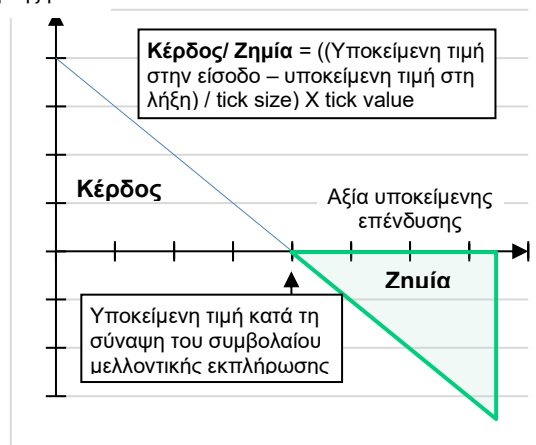 Κέρδος/ Ζημία = ((Υποκείμενη τιμή
στην είσοδο – υποκείμενη τιμή στη
λήξη) / tick size) X tick value
Κέρδος
Αξία υποκείμενης
επένδυσης
Ζημία
Υποκείμενη τιμή κατά τη
σύναψη του συμβολαίου
μελλοντικής εκπλήρωσης